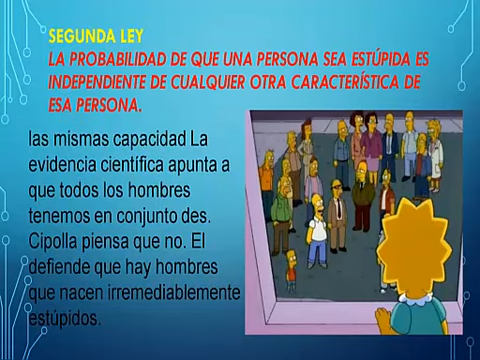 SEGUNDA LEY
LA PROBABILIDAD DE QUE UNA PERSONA SEA ESTÚPIDA ES
INDEPENDIENTE DE CUALQUIER OTRA CARACTERÍSTICA DE
ESA PERSONA.
las mismas capacidad La
evidencia científica apunta a
que todos los hombres
tenemos en conjunto des.
Cipolla piensa que no. El
defiende que hay hombres
que nacen irremediablemente
estúpidos.